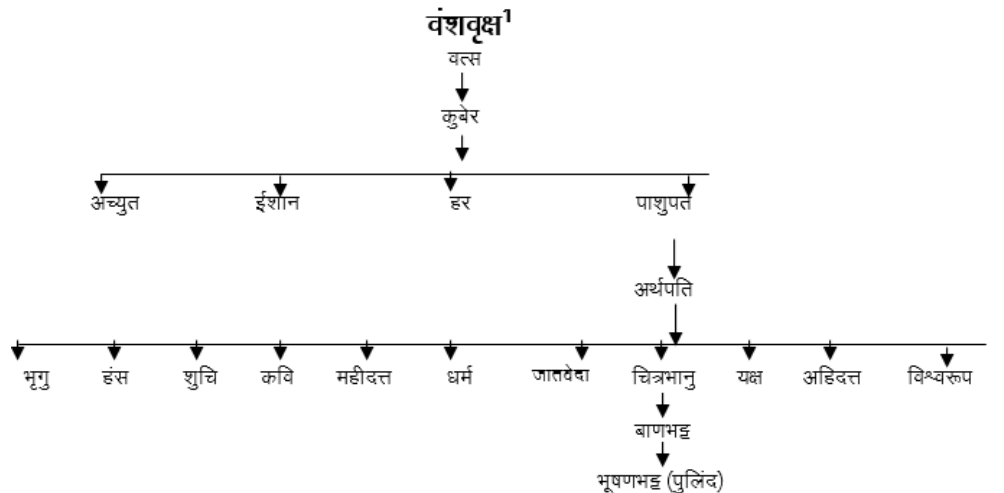 वंशवृक्ष¹
वत्स
कुबेर
अच्युत ईशान हर पाशुपत
अर्थपति
भृगु हंस शुचि कवि महीदत्त धर्म जातवेदा चित्रभानु यक्ष अहिदत्त विश्वरूप
बाणभट्ट
भूषणभट्ट (पुलिंद)